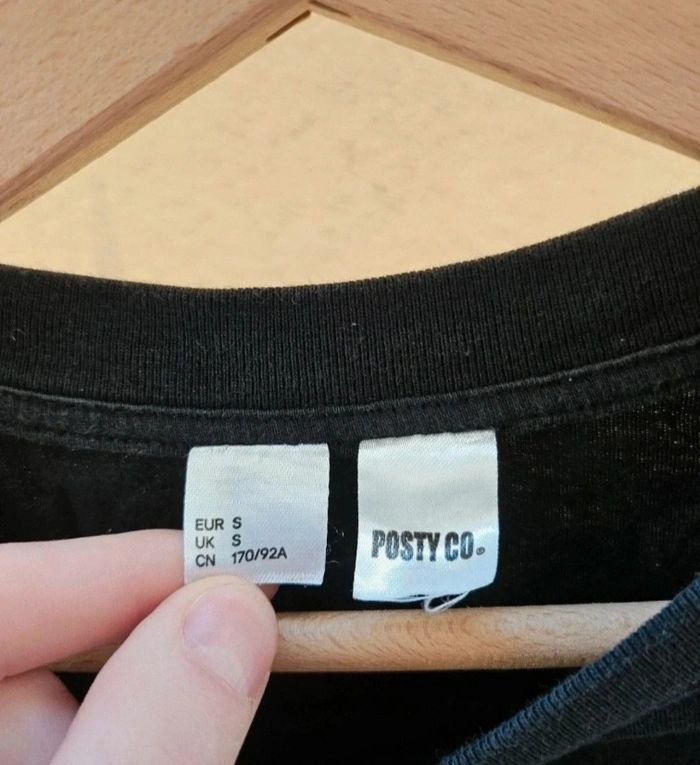 EUR S
UK S
CN 170/92A
POSTY CO®